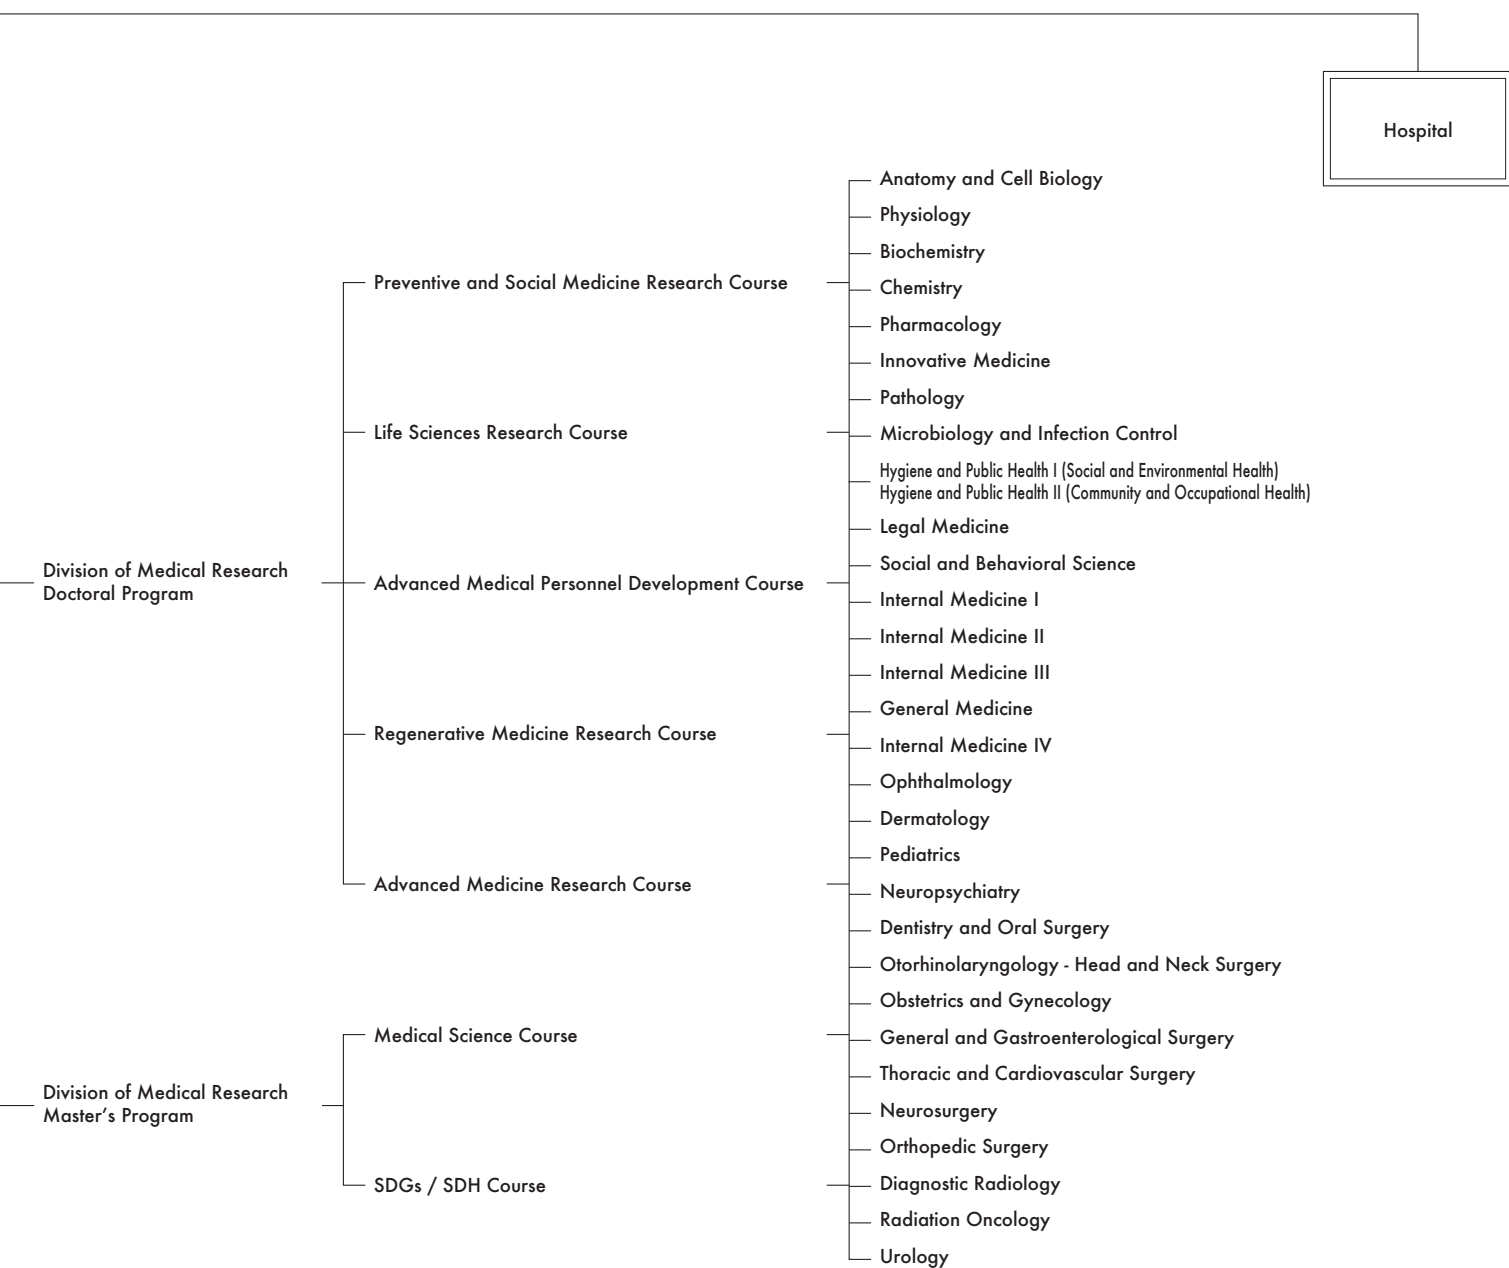 Hospital
Division of Medical Research
Doctoral Program
Division of Medical Research
Master’s Program
Preventive and Social Medicine Research Course
Life Sciences Research Course
Advanced Medical Personnel Development Course
Regenerative Medicine Research Course
Advanced Medicine Research Course
Medical Science Course
SDGs / SDH Course
Anatomy and Cell Biology
Physiology
Biochemistry
Chemistry
Pharmacology
Innovative Medicine
Pathology
Microbiology and Infection Control
Hygiene and Public Health I (Social and Environmental Health)
Hygiene and Public Health II (Community and Occupational Health)
Legal Medicine
Social and Behavioral Science
Internal Medicine I
Internal Medicine II
Internal Medicine III
General Medicine
Internal Medicine IV
Ophthalmology
Dermatology
Pediatrics
Neuropsychiatry
Dentistry and Oral Surgery
Otorhinolaryngology - Head and Neck Surgery
Obstetrics and Gynecology
General and Gastroenterological Surgery
Thoracic and Cardiovascular Surgery
Neurosurgery
Orthopedic Surgery
Diagnostic Radiology
Radiation Oncology
Urology